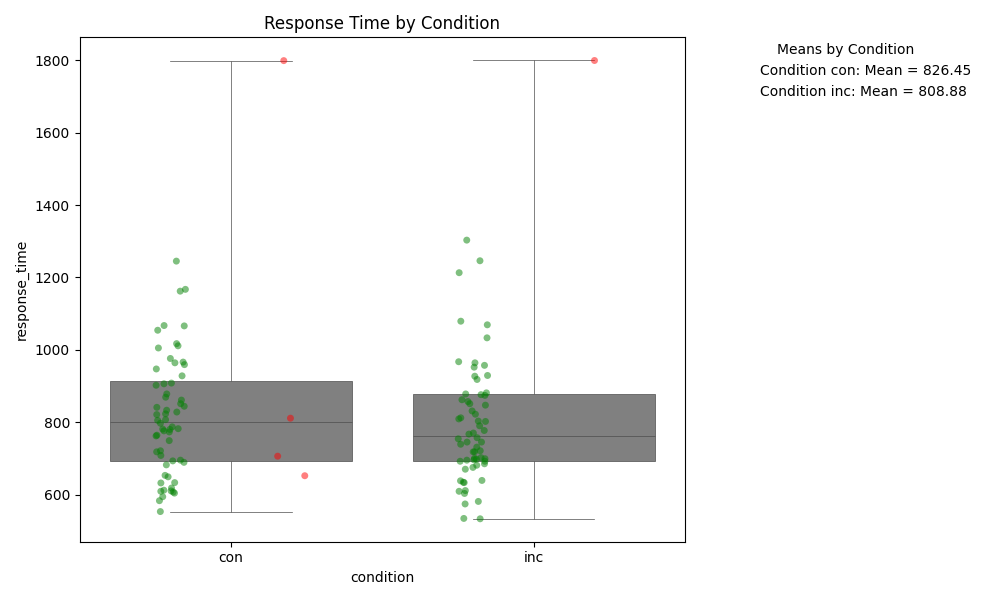 Response Time by Condition
Means by Condition
Condition con: Mean = 826.45
Condition inc: Mean = 808.88
response_time
1800
1600
1400
1200
1000
800
600
con
inc
condition